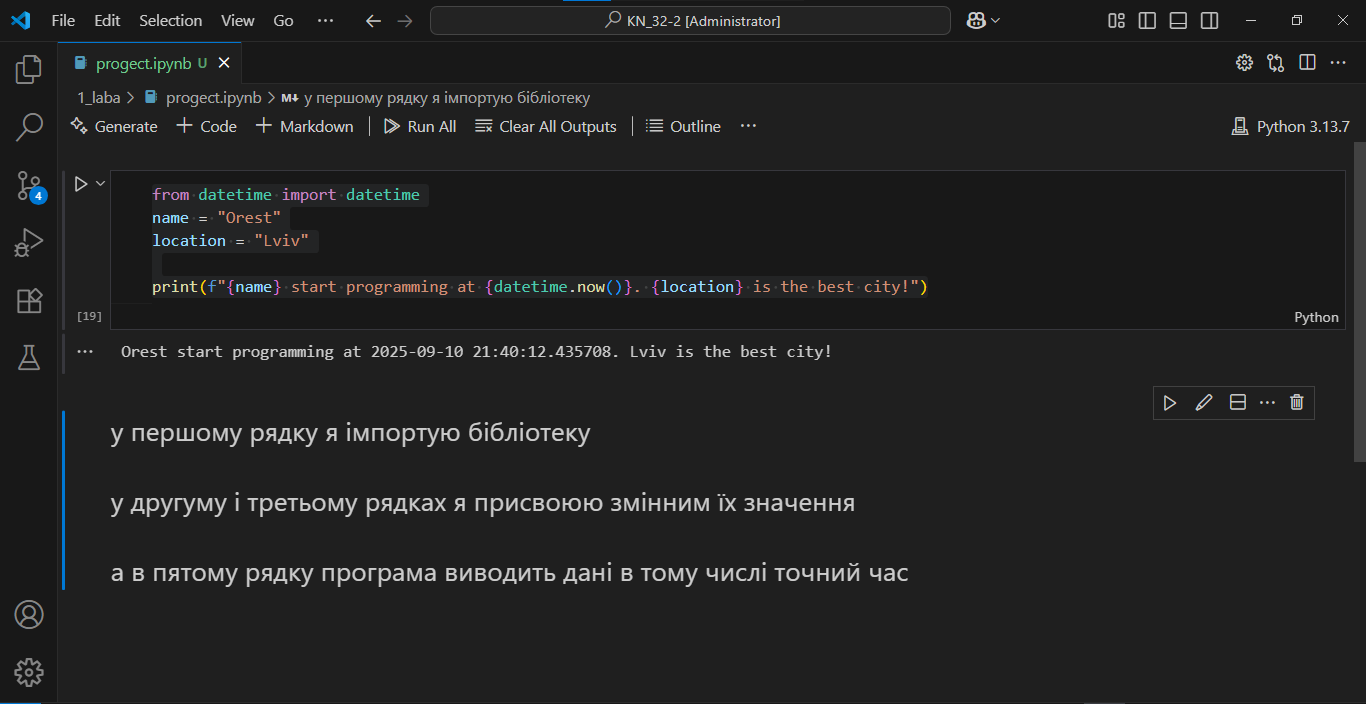 File Edit Selection View Go ··· KN_32-2 [Administrator]
progect.ipynb U
1_laba > progect.ipynb > M↓ у першому рядку я імпортую бібліотеку
Generate + Code + Markdown | Run All Clear All Outputs | Outline ··· Python 3.13.7
from datetime import datetime
name = "Orest"
location = "Lviv"
print(f"{name} start programming at {datetime.now()}. {location} is the best city!")
[19] Python
Orest start programming at 2025-09-10 21:40:12.435708. Lviv is the best city!
у першому рядку я імпортую бібліотеку
у другуму і третьому рядках я присвоюю змінним їх значення
а в пятому рядку програма виводить дані в тому числі точний час
4